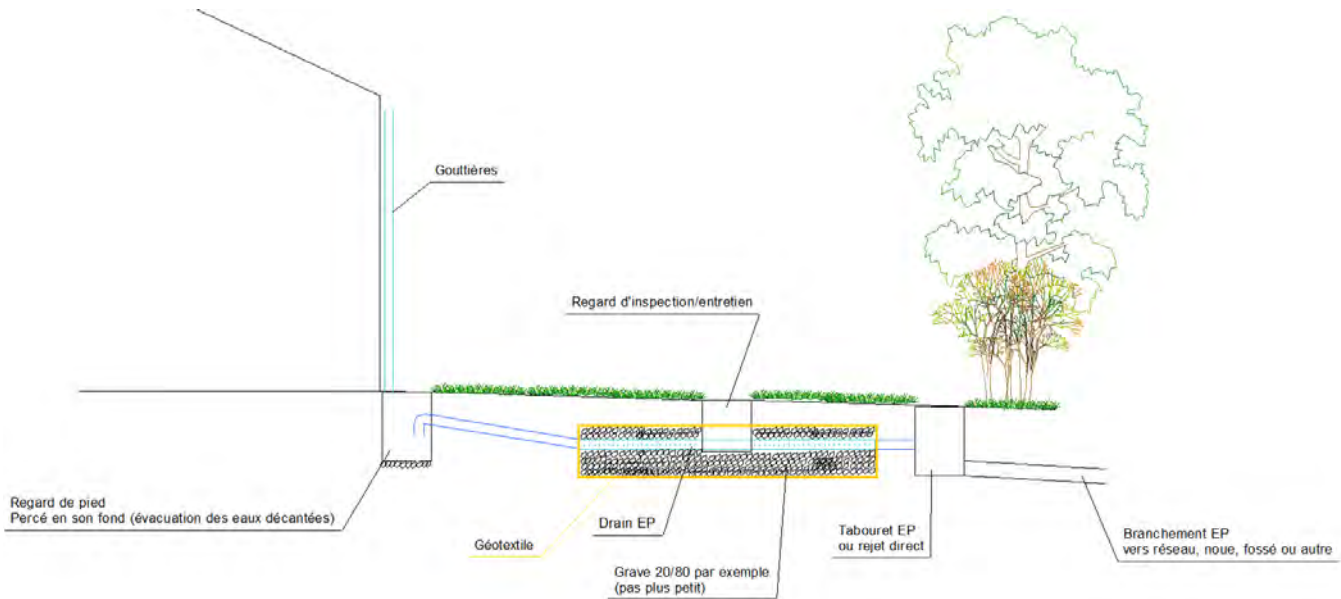 Gouttières
Regard d'inspection/entretien
Regard de pied
Percé en son fond (évacuation des eaux décantées)
Géotextile
Drain EP
Grave 20/80 par exemple
(pas plus petit)
Tabouret EP
ou rejet direct
Branchement EP
vers réseau, noue, fossé ou autre